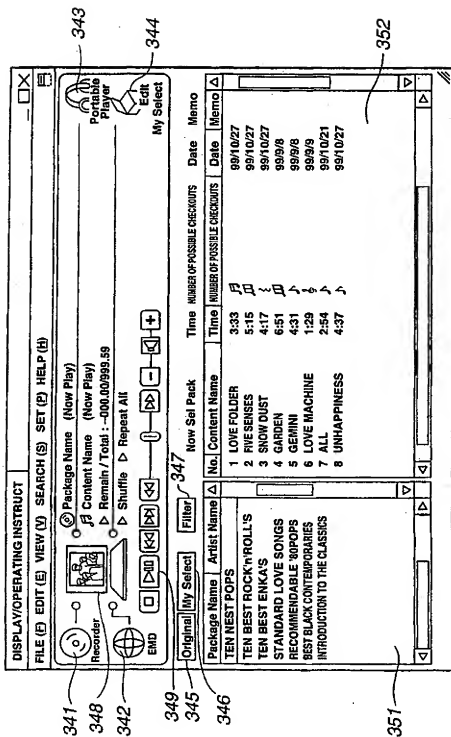 DISPLAY/OPERATING INSTRUCT
FILE (F) EDIT (E) VIEW (V) SEARCH (S) SET (P) HELP (H)
341
Recorder
348
342
EMD
Package Name (Now Play)
Content Name (Now Play)
Remain / Total : –000.00/999.59
Shuffle Repeat All
343
Portable Player
344
Edit
My Select
349
345
Original
My Select
346
Filter
347
Now Sel Pack
Time NUMBER OF POSSIBLE CHECKOUTS Date Memo
Package Name Artist Name
TEN NEST POPS
TEN BEST ROCK'n'ROLL'S
TEN BEST ENKA'S
STANDARD LOVE SONGS
RECOMMENDABLE '80POPS
BEST BLACK CONTEMPORARIES
INTRODUCTION TO THE CLASSICS
351
No. Content Name Time NUMBER OF POSSIBLE CHECKOUTS Date Memo
1 LOVE FOLDER 3:33 99/10/27
2 FIVE SENSES 5:15 99/10/27
3 SNOW DUST 4:17 99/10/27
4 GARDEN 6:51 99/9/8
5 GEMINI 4:31 99/9/8
6 LOVE MACHINE 1:29 99/9/9
7 ALL 2:54 99/10/21
8 UNHAPPINESS 4:37 99/10/27
352